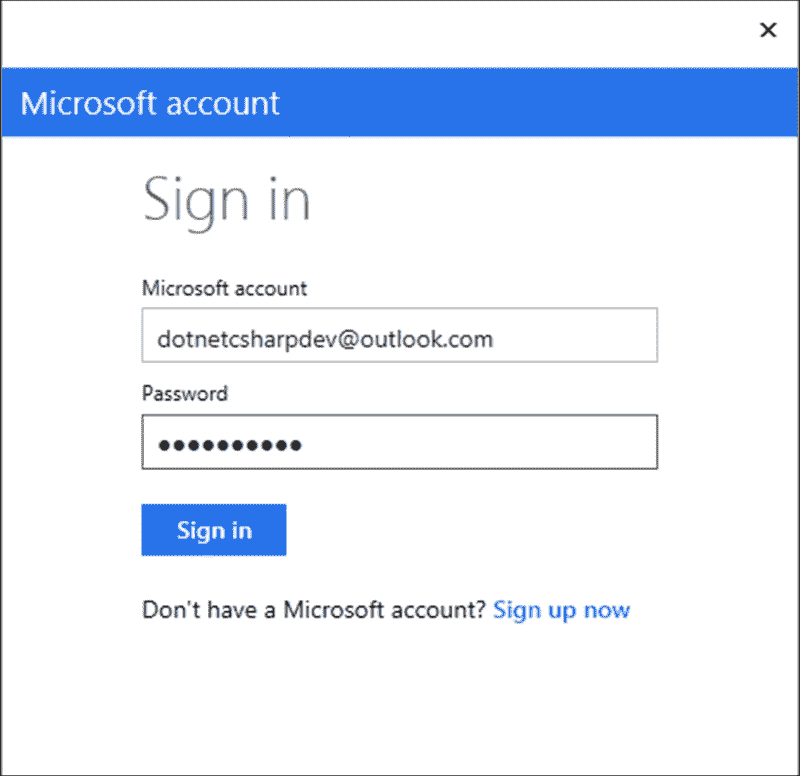 Microsoft account
Sign in
Microsoft account
dotnetcsharpdev@outlook.com
Password
••••••••••
Sign in
Don't have a Microsoft account? Sign up now